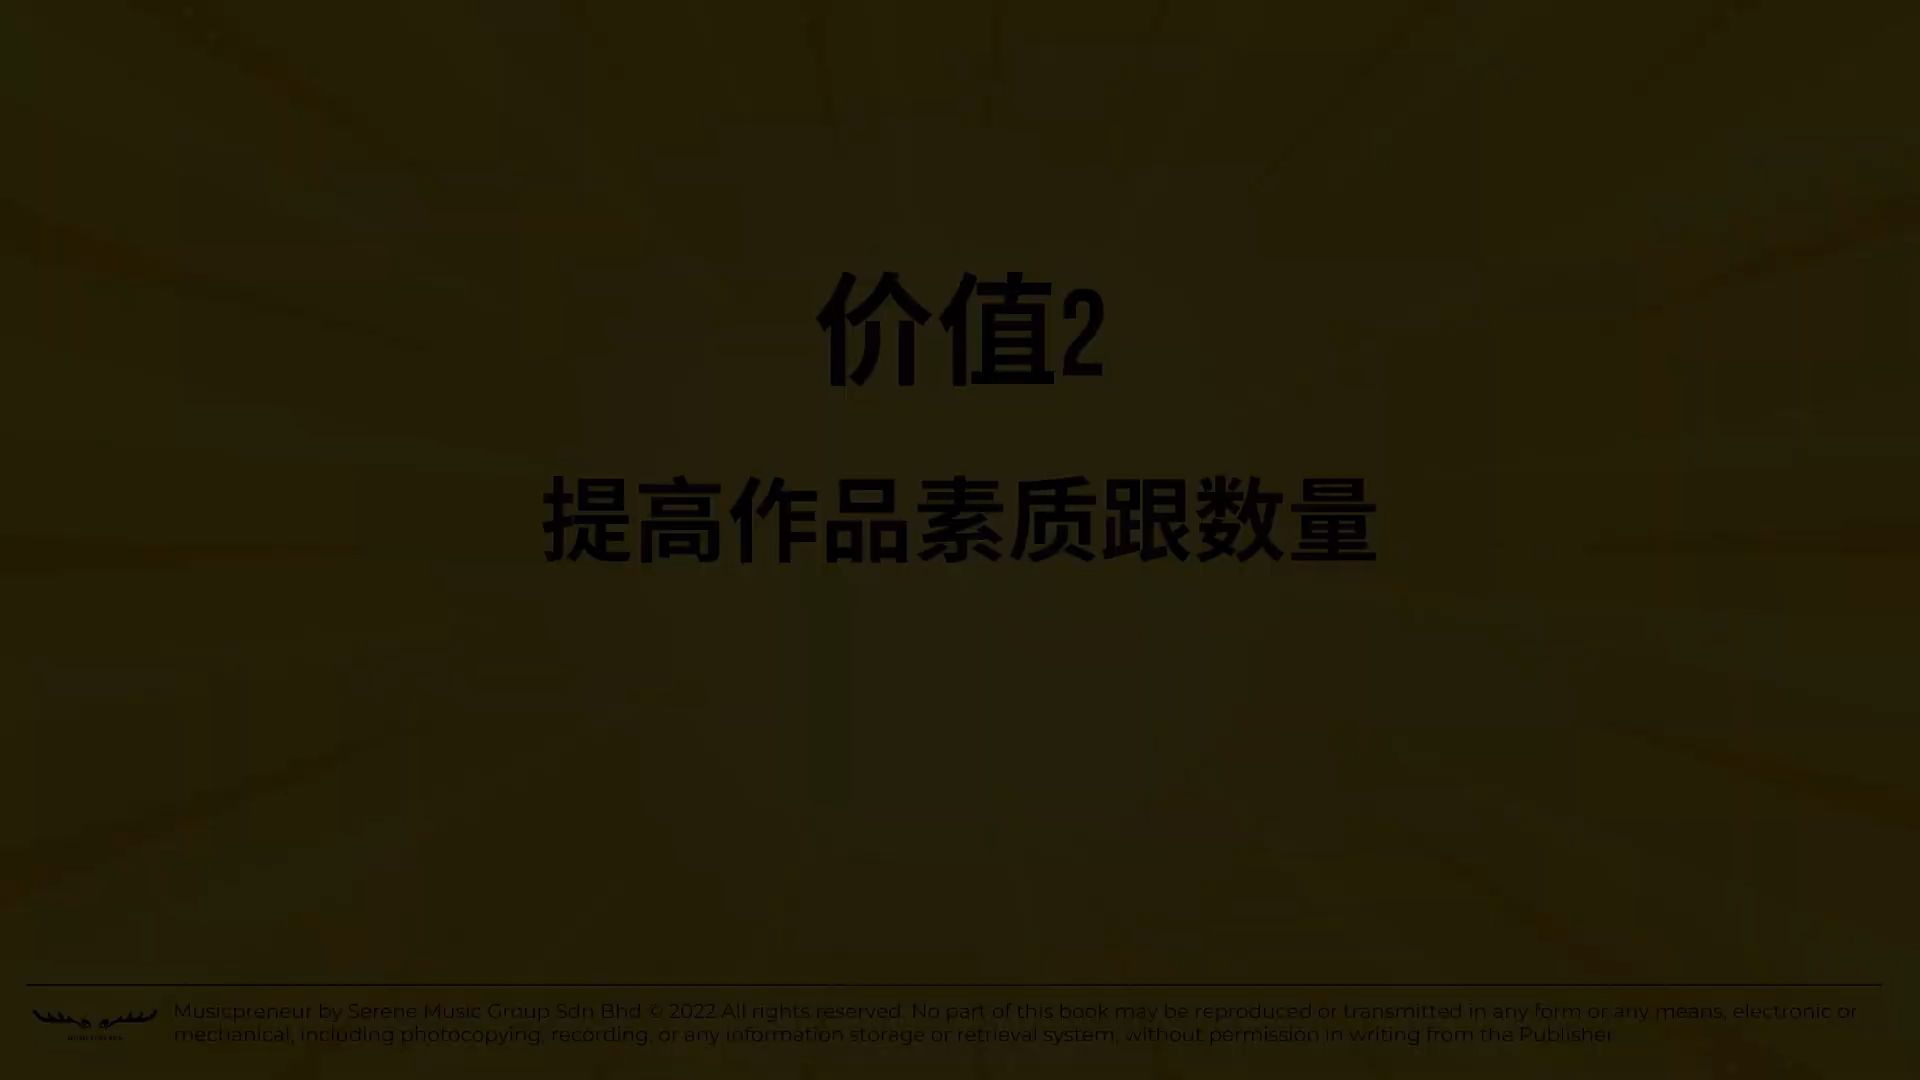 价值2
提高作品素质跟数量
Musicpreneur by Serene Music Group Sdn Bhd © 2022 All rights reserved. No part of this book may be reproduced or transmitted in any form or any means, electronic or
mechanical, including photocopying, recording, or any information storage or retrieval system, without permission in writing from the Publisher